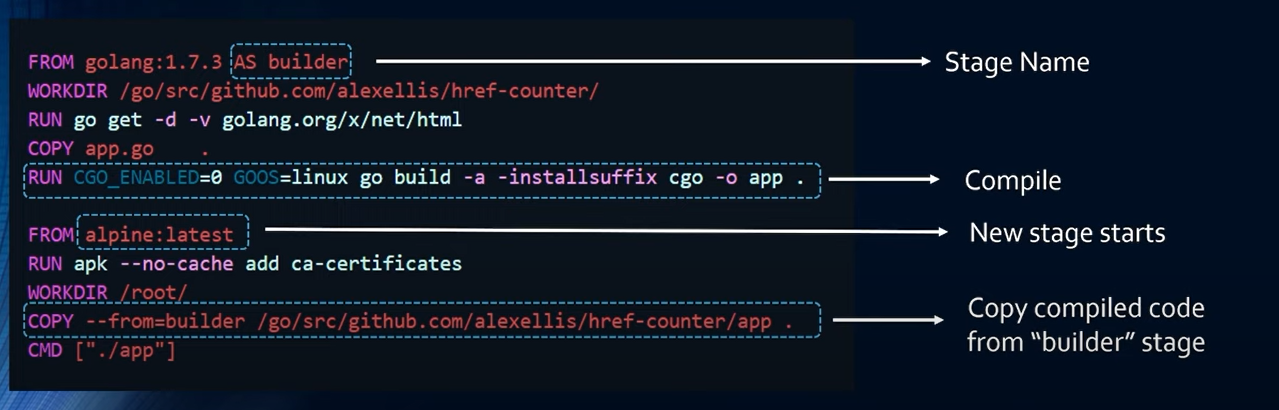 FROM golang:1.7.3 AS builder
Stage Name
WORKDIR /go/src/github.com/alexellis/href-counter/
RUN go get -d -v golang.org/x/net/html
COPY app.go    .
RUN CGO_ENABLED=0 GOOS=linux go build -a -installsuffix cgo -o app .
Compile
FROM alpine:latest
New stage starts
RUN apk --no-cache add ca-certificates
WORKDIR /root/
COPY --from=builder /go/src/github.com/alexellis/href-counter/app .
CMD ["./app"]
Copy compiled code
from “builder” stage